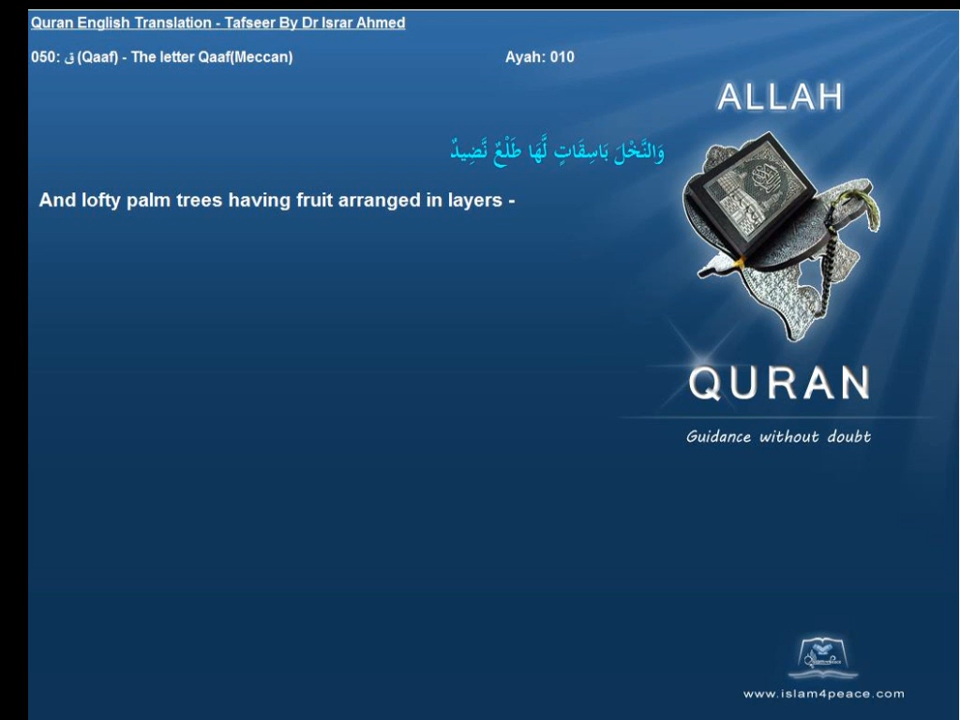 Quran English Translation - Tafseer By Dr Israr Ahmed
050: ق (Qaaf) - The letter Qaaf(Meccan) Ayah: 010
ALLAH
وَالنَّخْلَ بَاسِقَاتٍ لَّهَا طَلْعٌ نَّضِيدٌ
And lofty palm trees having fruit arranged in layers -
QURAN
Guidance without doubt
www.islam4peace.com